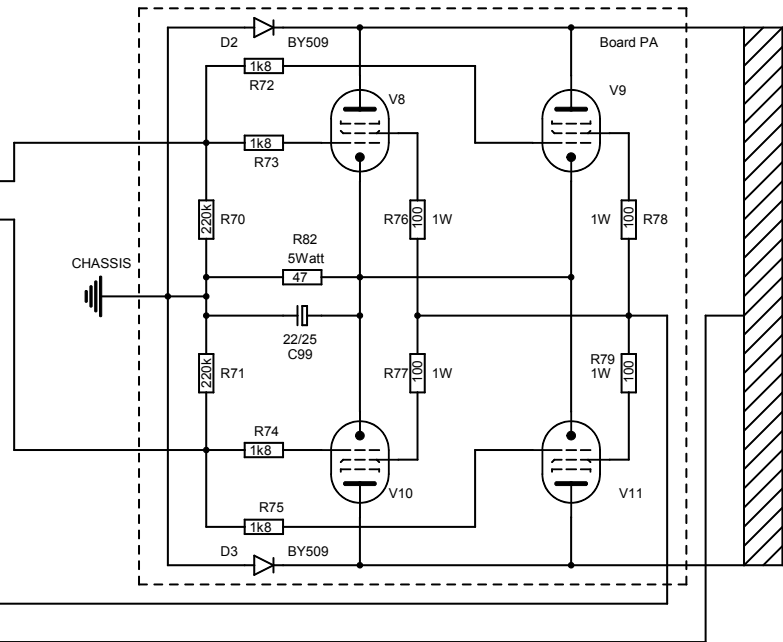 D2
BY509
Board PA
1k8
R72
V8
V9
1k8
R73
220k
R70
R76
100
1W
1W
100
R78
R82
5Watt
47
CHASSIS
22/25
C99
220k
R71
R77
100
1W
R79
1W
100
R74
1k8
V10
V11
R75
1k8
D3
BY509